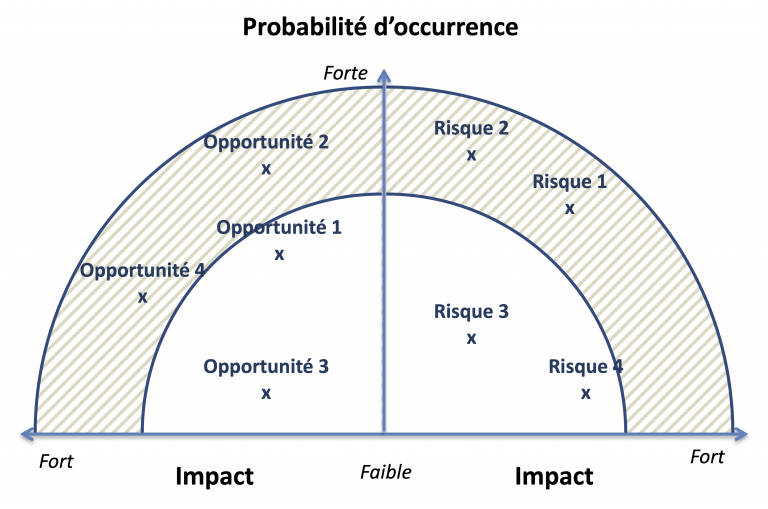 Probabilité d’occurrence
Forte
Risque 2
x
Opportunité 2
x
Risque 1
x
Opportunité 1
x
Opportunité 4
x
Risque 3
x
Opportunité 3
x
Risque 4
x
Fort
Impact
Faible
Impact
Fort